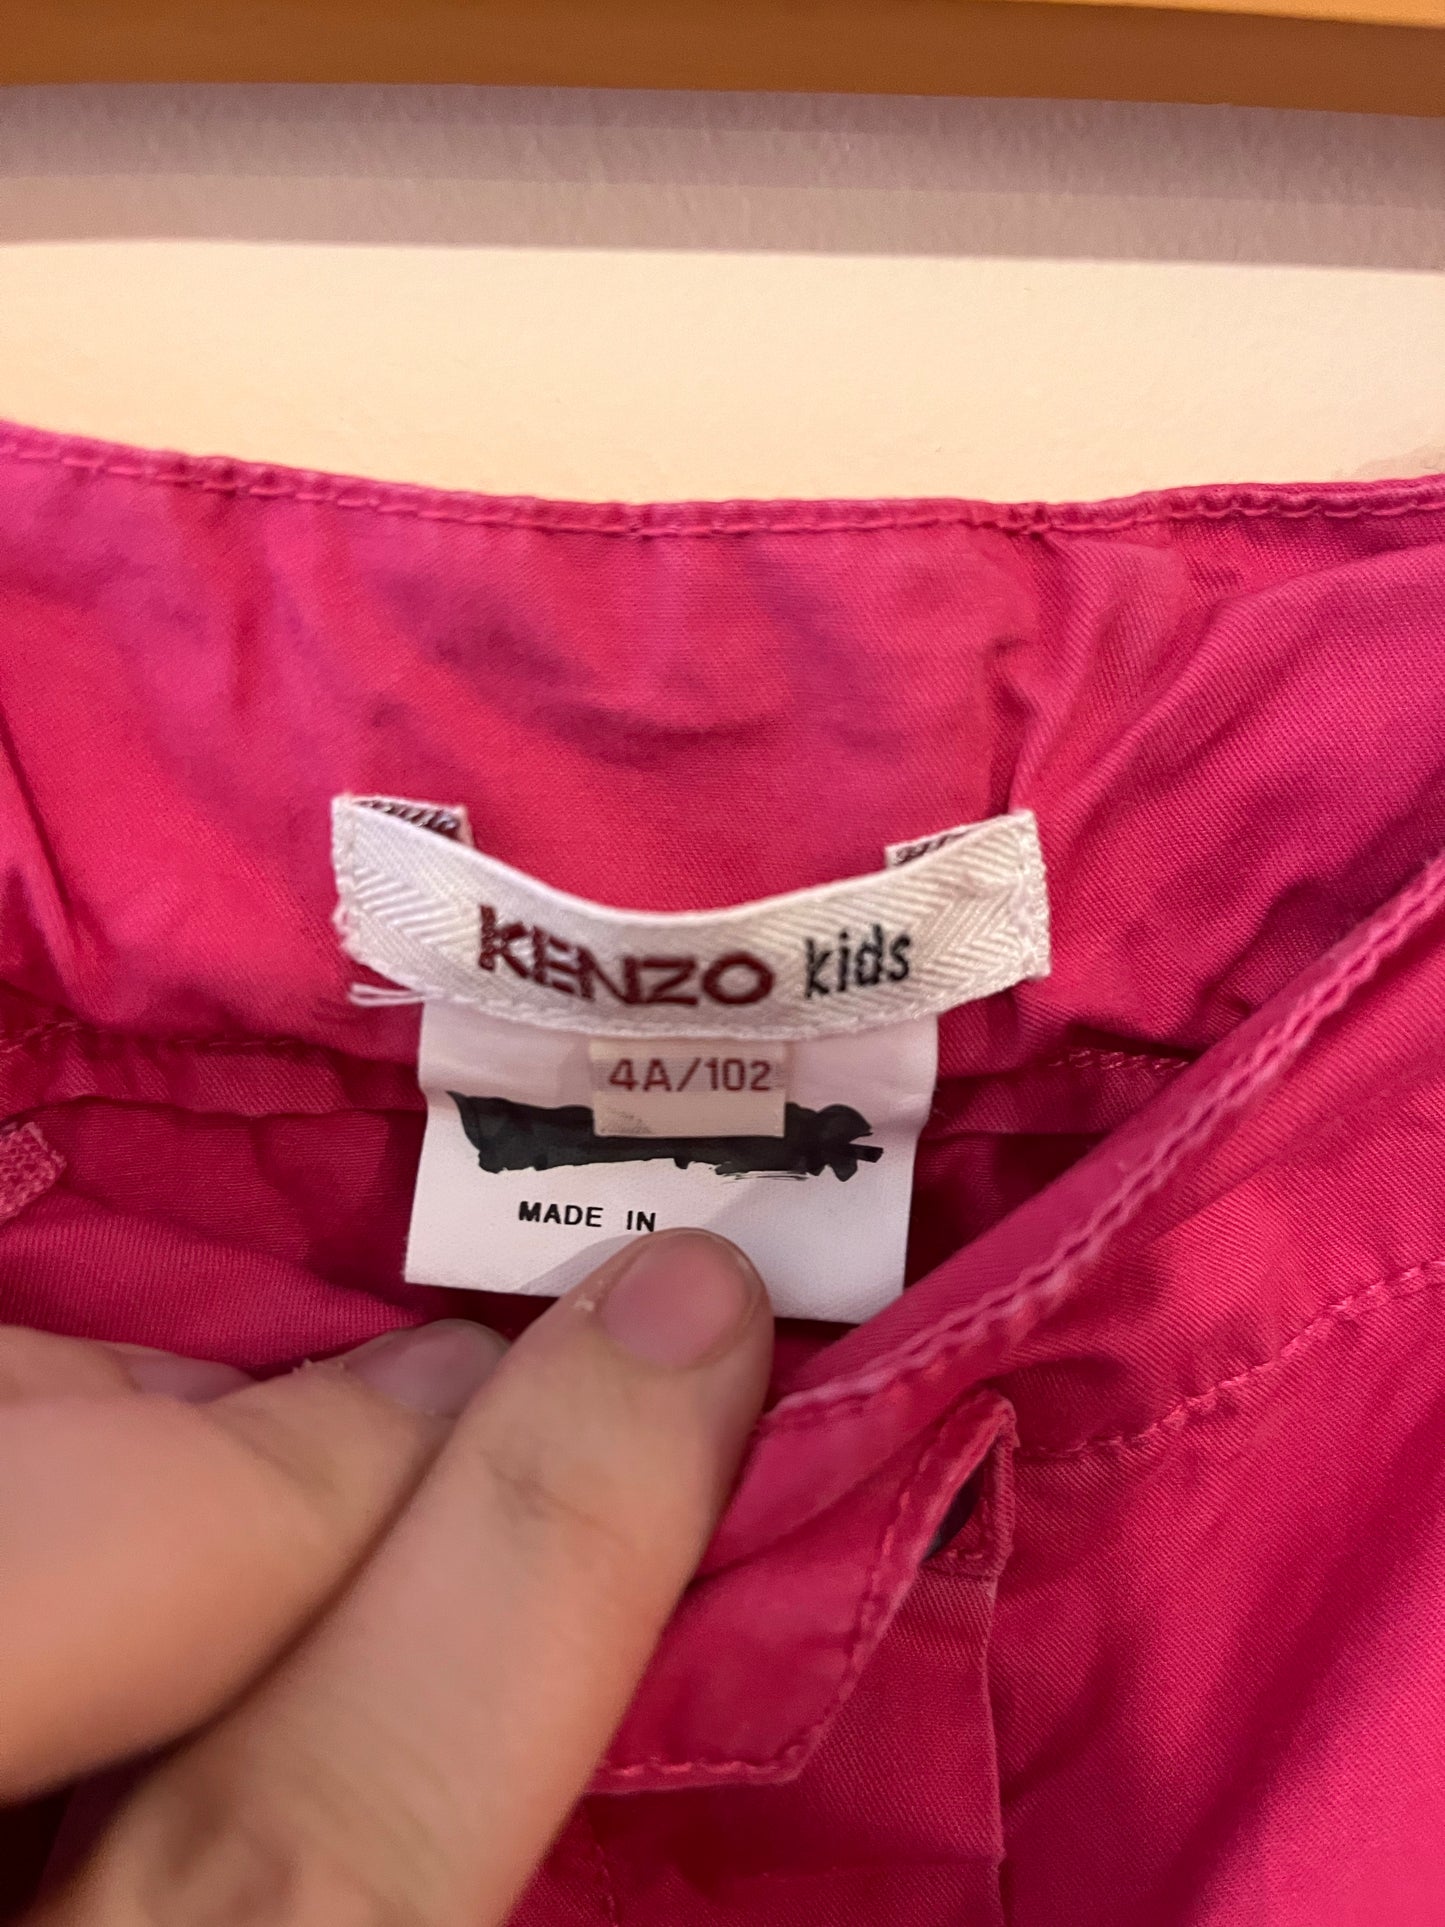 KENZO kids
4A/102
MADE IN